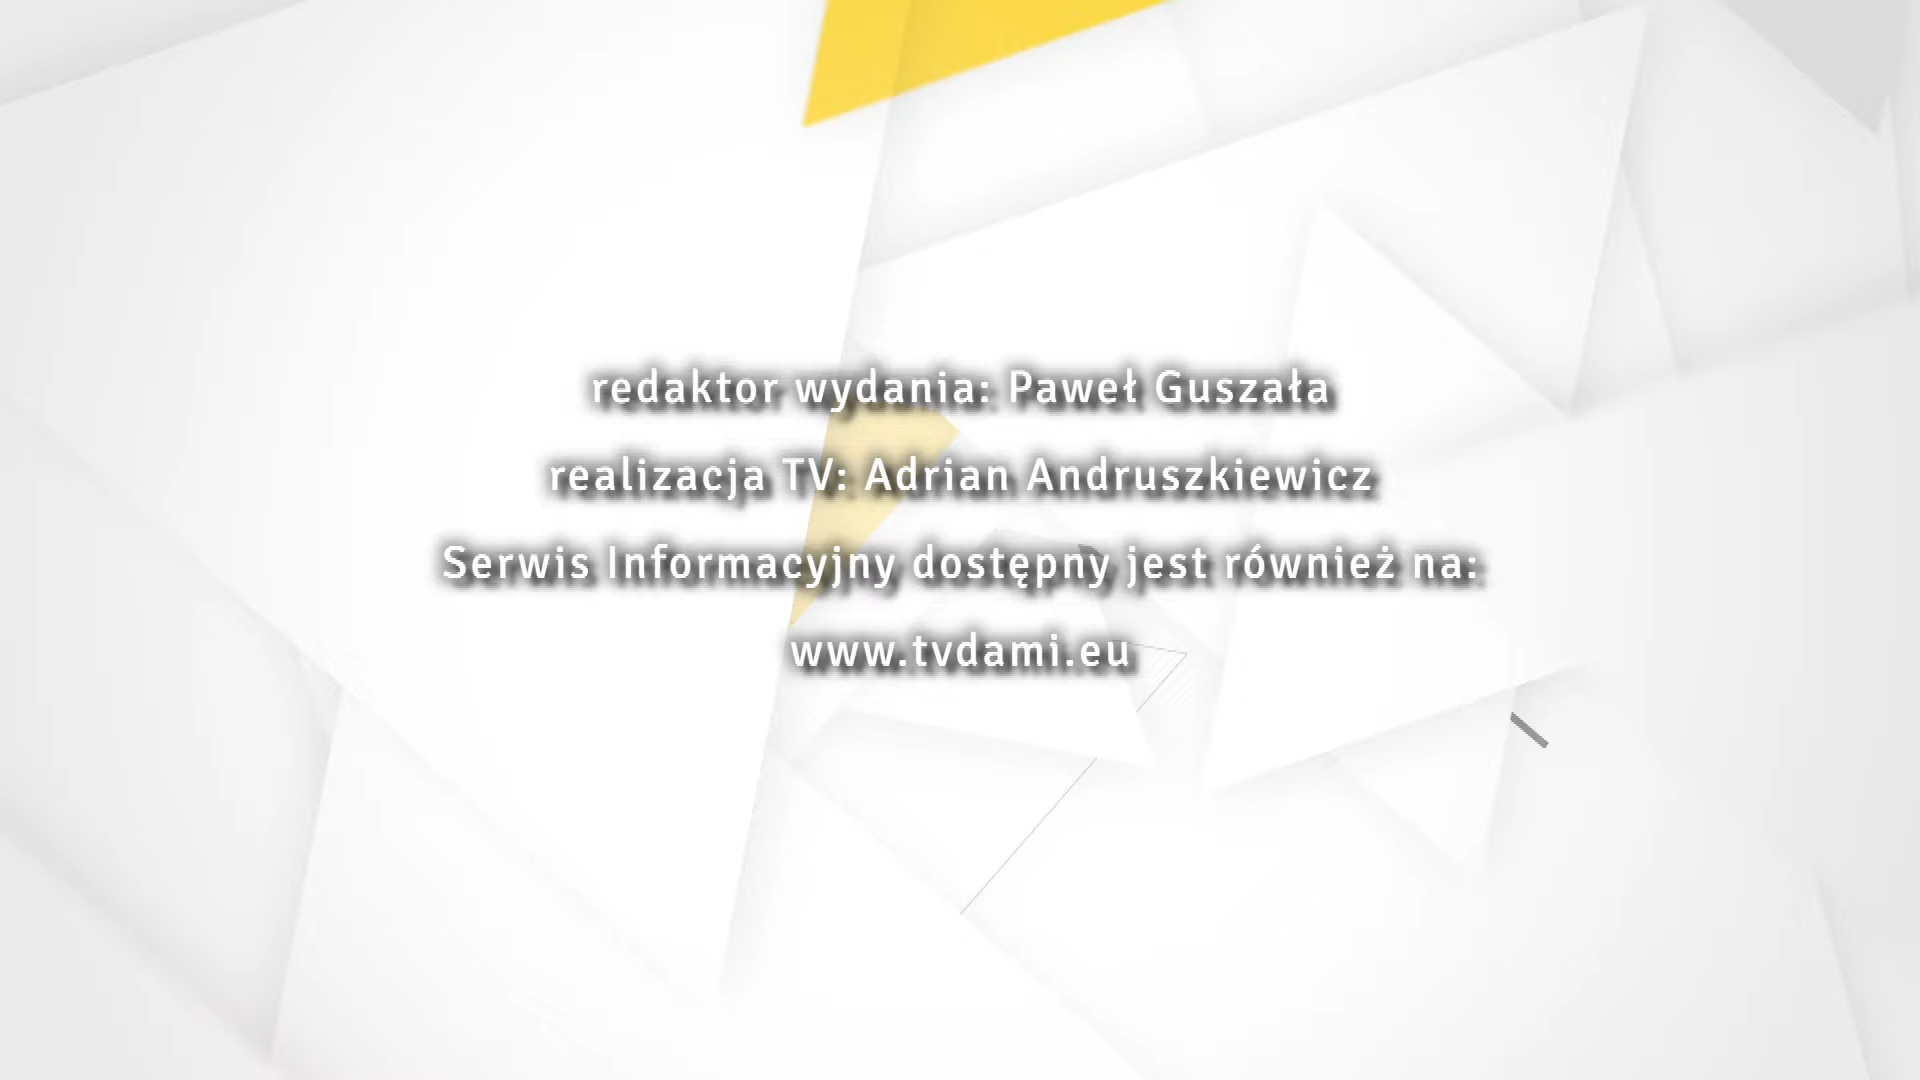 redaktor wydania: Paweł Guszała
realizacja TV: Adrian Andruszkiewicz
Serwis Informacyjny dostępny jest również na:
www.tvdami.eu